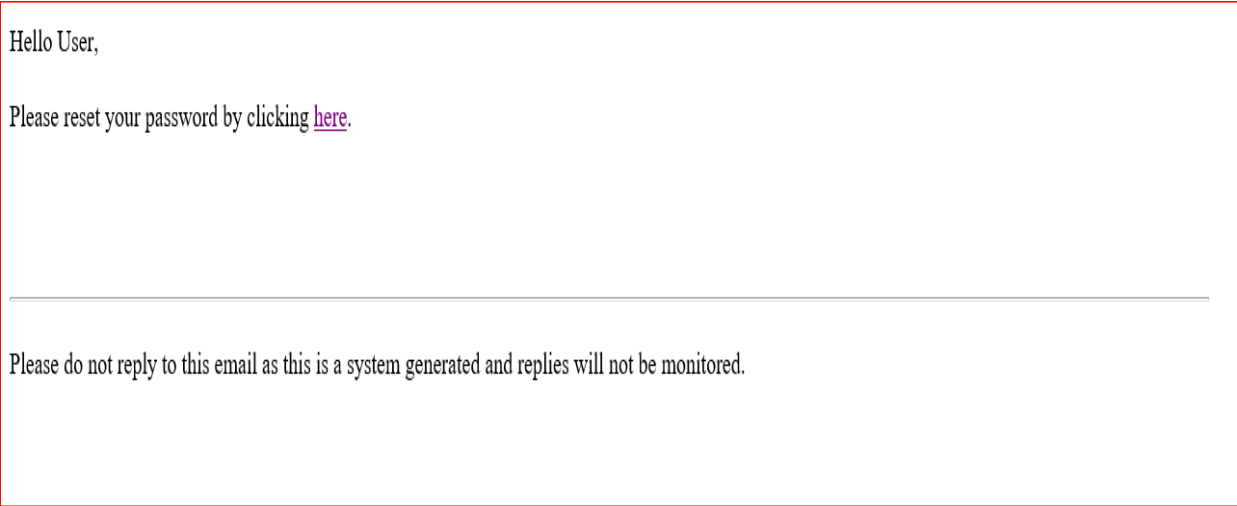 Hello User,
Please reset your password by clicking here.
Please do not reply to this email as this is a system generated and replies will not be monitored.